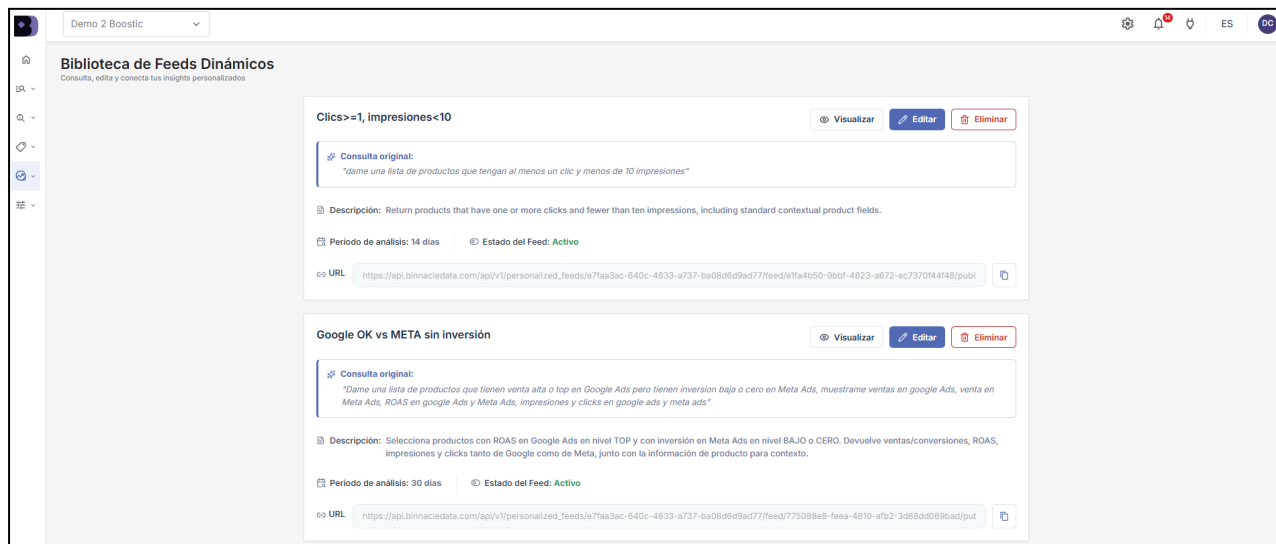 Demo 2 Boostic
14
ES
DC
Biblioteca de Feeds Dinámicos
Consulta, edita y conecta tus insights personalizados
Clics>=1, impresiones<10
Visualizar
Editar
Eliminar
Consulta original:
"dame una lista de productos que tengan al menos un clic y menos de 10 impresiones"
Descripción: Return products that have one or more clicks and fewer than ten impressions, including standard contextual product fields.
Período de análisis: 14 días
Estado del Feed: Activo
URL
https://api.binnacledata.com/api/v1/personalized_feeds/e7faa3ac-640c-4633-a737-ba08d6d9ad77/feed/e1fa4b50-9bbf-4623-a672-ec7370f44f48/publ
Google OK vs META sin inversión
Visualizar
Editar
Eliminar
Consulta original:
"Dame una lista de productos que tienen venta alta o top en Google Ads pero tienen inversion baja o cero en Meta Ads, muestrame ventas en google Ads, venta en
Meta Ads, ROAS en google Ads y Meta Ads, impresiones y clicks en google ads y meta ads"
Descripción: Selecciona productos con ROAS en Google Ads en nivel TOP y con inversión en Meta Ads en nivel BAJO o CERO. Devuelve ventas/conversiones, ROAS,
impresiones y clicks tanto de Google como de Meta, junto con la información de producto para contexto.
Período de análisis: 30 días
Estado del Feed: Activo
URL
https://api.binnacledata.com/api/v1/personalized_feeds/e7faa3ac-640c-4633-a737-ba08d6d9ad77/feed/775088e8-feea-4610-afb2-3d68dd069bad/put